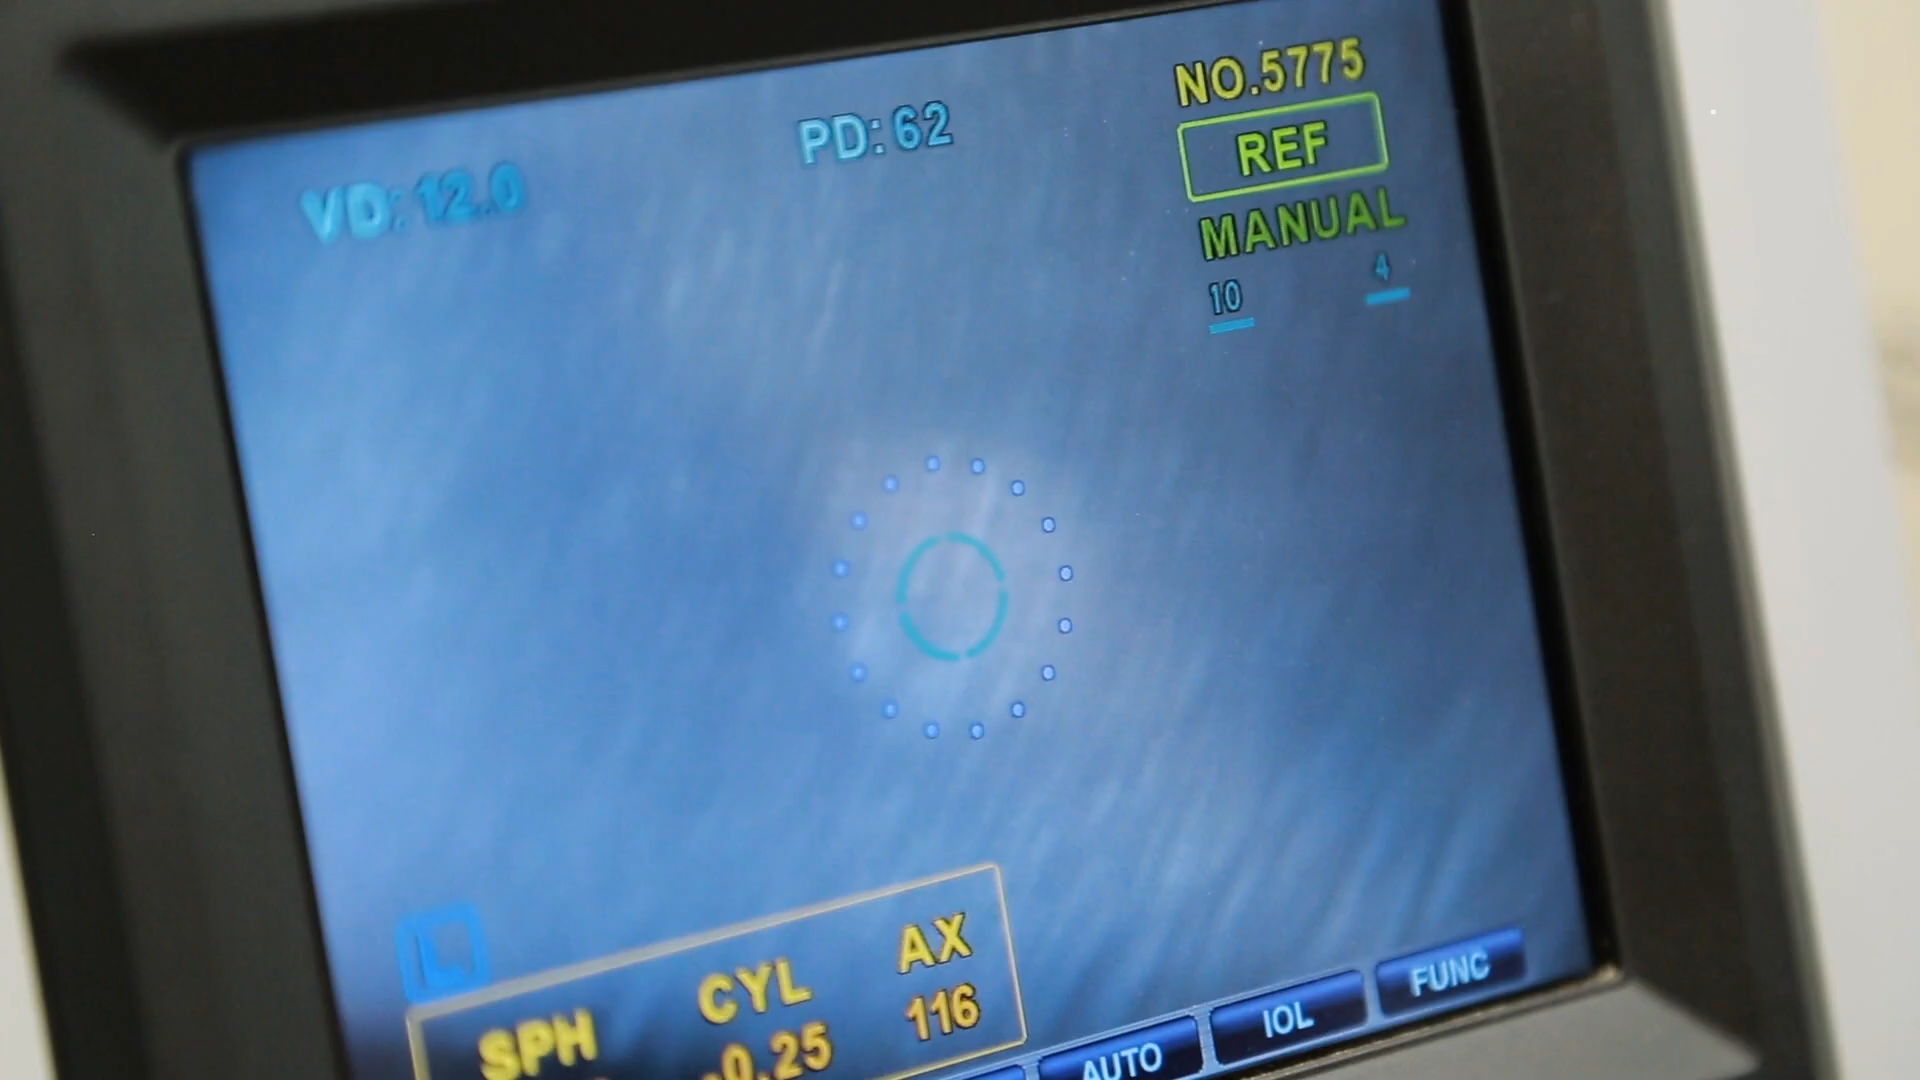 NO.5775
PD: 62
VD: 12.0
REF
MANUAL
10 4
L
SPH CYL AX
-0.25 116
AUTO IOL FUNC